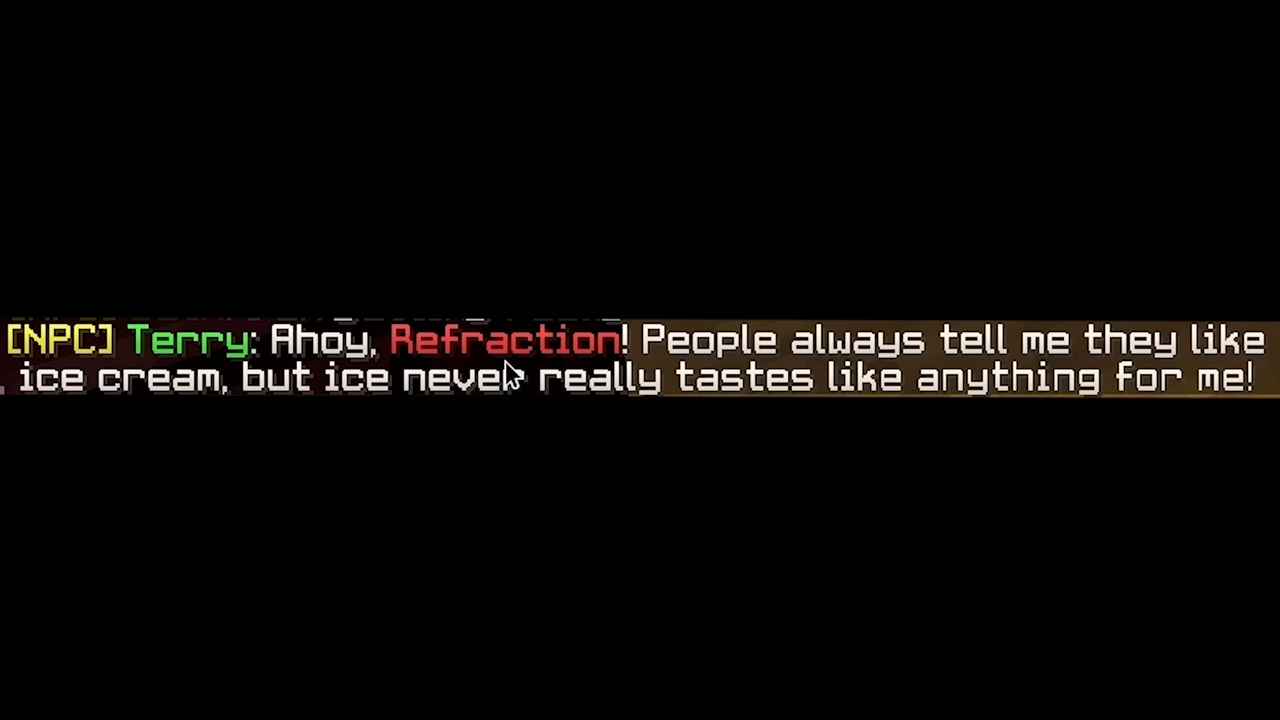 [NPC] Terry: Ahoy, Refraction! People always tell me they like
ice cream, but ice never really tastes like anything for me!